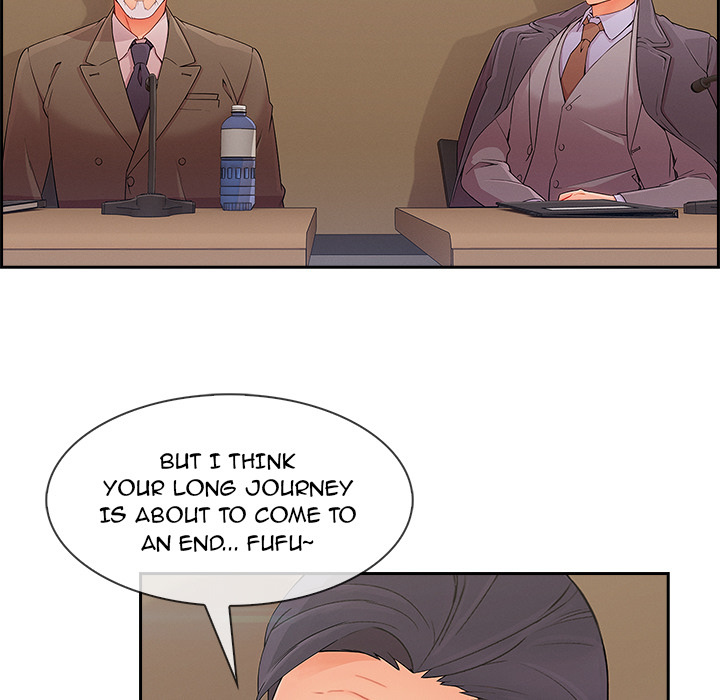 BUT I THINK
YOUR LONG JOURNEY
IS ABOUT TO COME TO
AN END... FUFU~